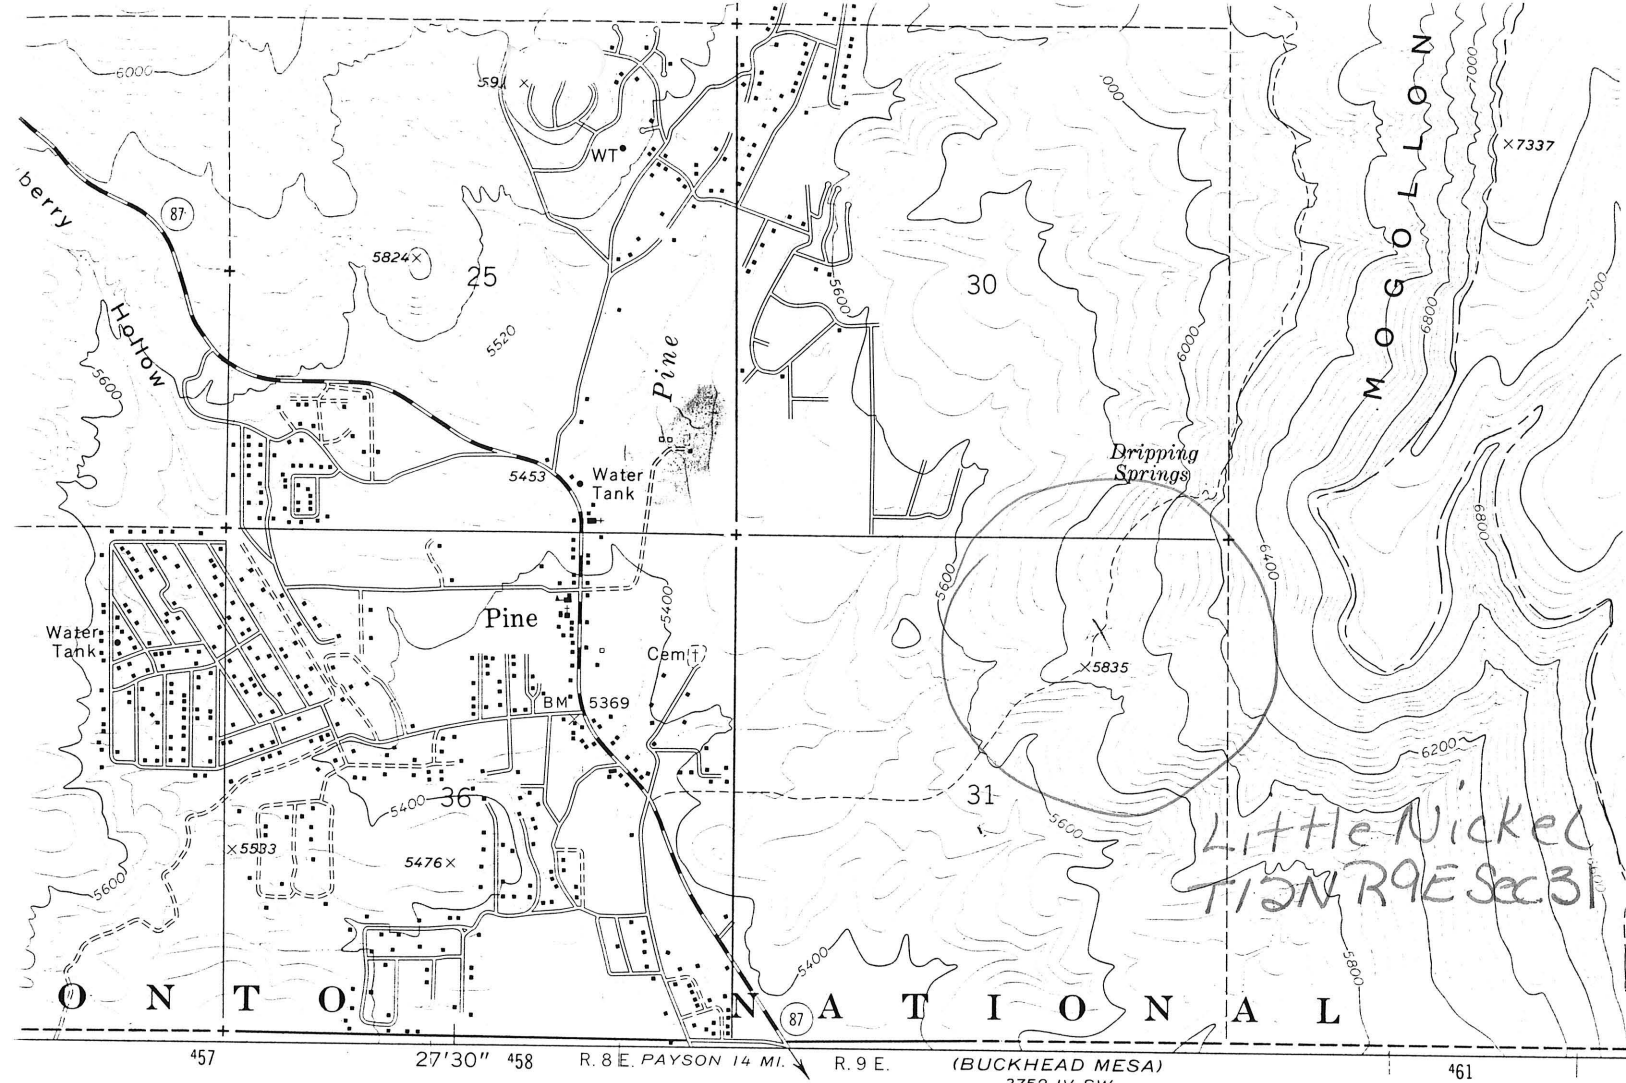 6000
591
WT
7337
berry
87
5824
25
30
MOGOLLON
7000
6800
7000
5600
6000
Hollow
5520
Pine
5600
Dripping
Springs
5453
Water
Tank
6800
6400
5600
5400
Pine
Water
Tank
Cem
5835
BM
5369
6200
5400
36
31
5600
Little Nickel
T12N R9E Sec.31
5533
5476
5600
5400
5800
ONTO NATIONAL
87
457
27'30"
458
R. 8 E.
PAYSON 14 MI.
R. 9 E.
(BUCKHEAD MESA)
461